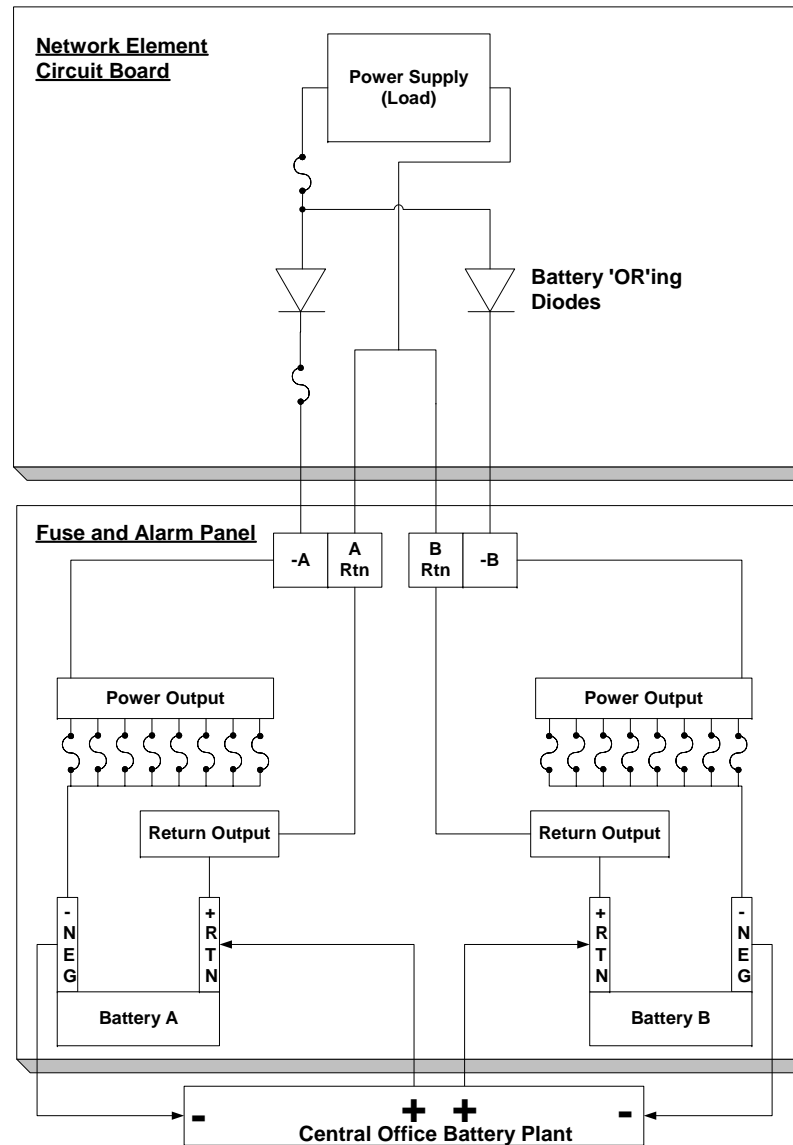 Network Element
Circuit Board
Power Supply
(Load)
Battery 'OR'ing
Diodes
Fuse and Alarm Panel
-A
A
Rtn
B
Rtn
-B
Power Output
Power Output
Return Output
Return Output
-
N
E
G
+
R
T
N
+
R
T
N
-
N
E
G
Battery A
Battery B
- + + -
Central Office Battery Plant